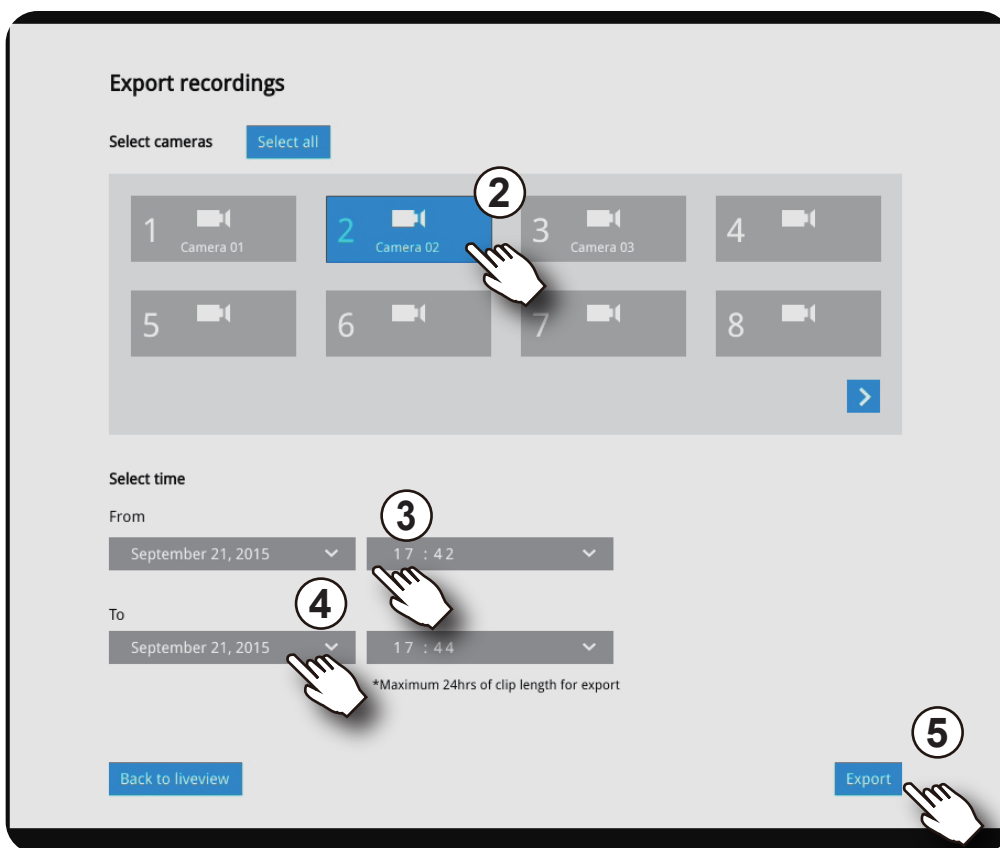 Export recordings
Select cameras Select all
2
1 Camera 01
2 Camera 02
3 Camera 03
4
5
6
7
8
Select time
From
3
September 21, 2015 17 : 42
4
To
September 21, 2015 17 : 44
*Maximum 24hrs of clip length for export
5
Back to liveview Export